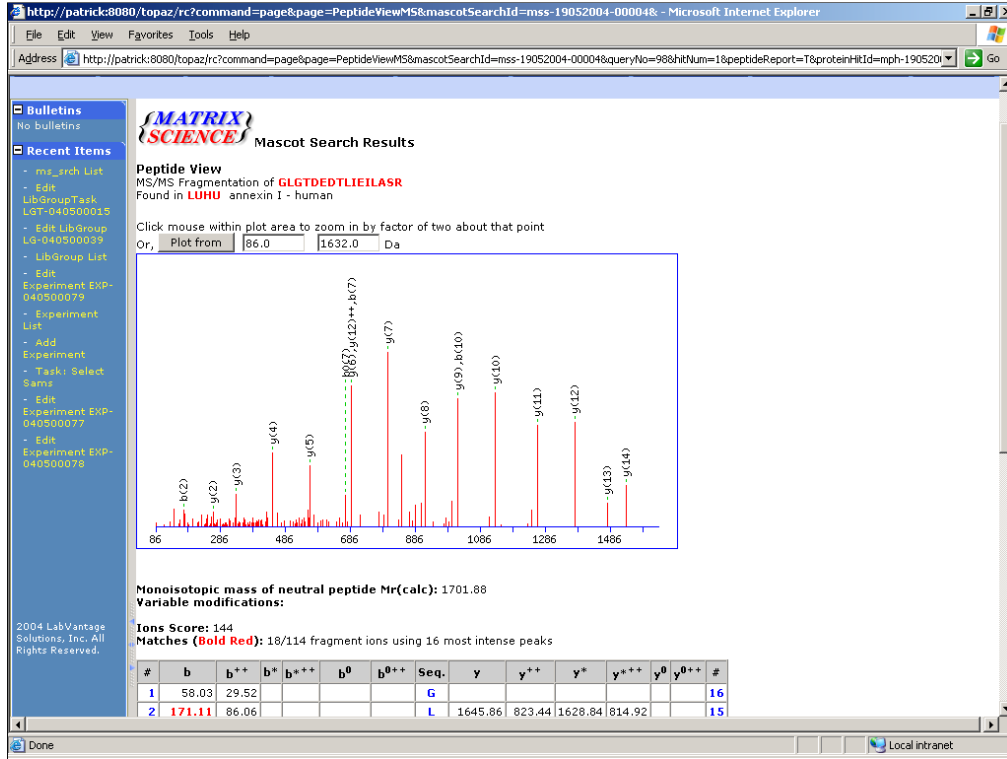 http://patrick:8080/topaz/rc?command=page&page=PeptideViewMS&mascotSearchId=mss-19052004-00004& - Microsoft Internet Explorer
File Edit View Favorites Tools Help
Address http://patrick:8080/topaz/rc?command=page&page=PeptideViewMS&mascotSearchId=mss-19052004-00004&queryNo=98&hitNum=1&peptideReport=T&proteinHitId=mph-190520 Go
Bulletins
No bulletins
Recent Items
- ms_srch List
- Edit
LibGroupTask
LGT-040500015
- Edit LibGroup
LG-040500039
- LibGroup List
- Edit
Experiment EXP-
040500079
- Experiment
List
- Add
Experiment
- Task: Select
Sams
- Edit
Experiment EXP-
040500077
- Edit
Experiment EXP-
040500078
2004 LabVantage
Solutions, Inc. All
Rights Reserved.
MATRIX
SCIENCE Mascot Search Results
Peptide View
MS/MS Fragmentation of GLGTDEDTLIEILASR
Found in LUHU annexin I - human
Click mouse within plot area to zoom in by factor of two about that point
Or, Plot from 86.0 1632.0 Da
b(2)
y(2)
y(3)
y(4)
y(5)
b0(7)
y(6),y(12)++,b(7)
y(7)
y(8)
y(9),b(10)
y(10)
y(11)
y(12)
y(13)
y(14)
86 286 486 686 886 1086 1286 1486
Monoisotopic mass of neutral peptide Mr(calc): 1701.88
Variable modifications:
Ions Score: 144
Matches (Bold Red): 18/114 fragment ions using 16 most intense peaks
# b b++ b* b*++ b0 b0++ Seq. y y++ y* y*++ y0 y0++ #
1 58.03 29.52 G 16
2 171.11 86.06 L 1645.86 823.44 1628.84 814.92 15
Done Local intranet